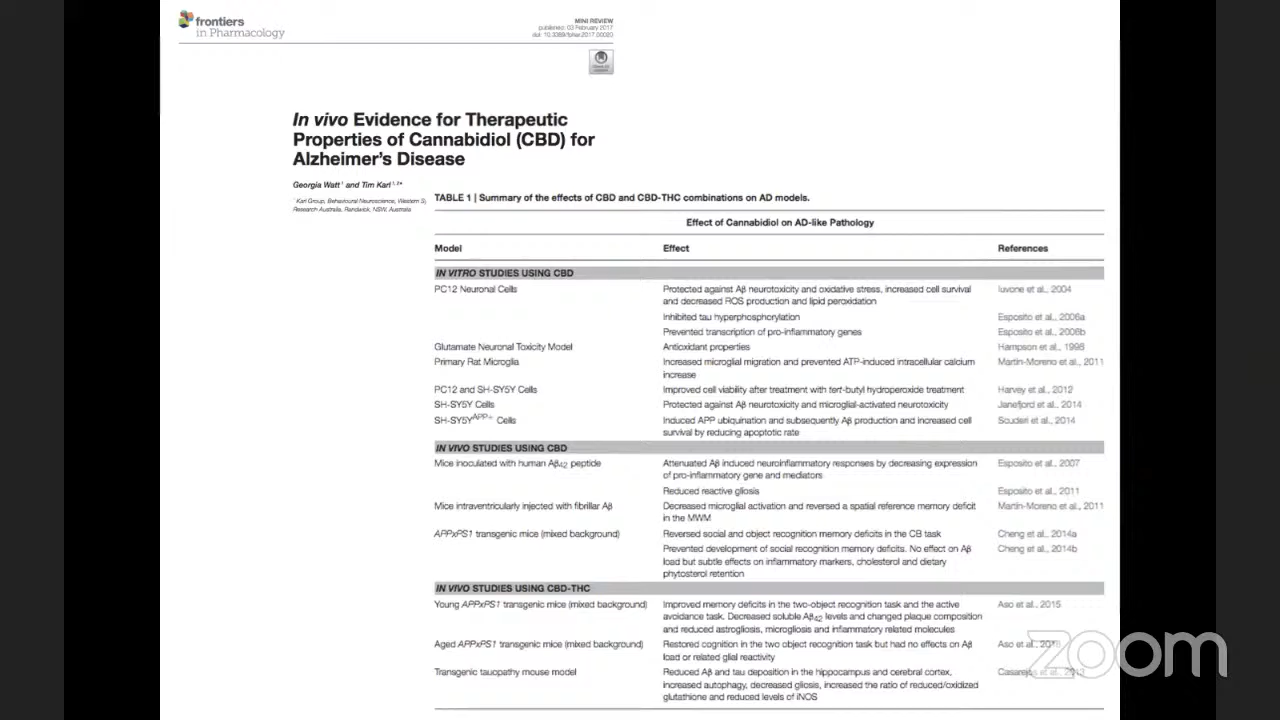 frontiers
in Pharmacology
MINI REVIEW
published: 03 February 2017
doi: 10.3389/fphar.2017.00020
In vivo Evidence for Therapeutic
Properties of Cannabidiol (CBD) for
Alzheimer's Disease
Georgia Watt¹ and Tim Karl¹,²*
¹ Karl Group, Behavioural Neuroscience, Western S
Research Australia, Randwick, NSW, Australia
TABLE 1 | Summary of the effects of CBD and CBD-THC combinations on AD models.
Effect of Cannabidiol on AD-like Pathology
Model Effect References
IN VITRO STUDIES USING CBD
PC12 Neuronal Cells Protected against Aβ neurotoxicity and oxidative stress, increased cell survival Iuvone et al., 2004
and decreased ROS production and lipid peroxidation
Inhibited tau hyperphosphorylation Esposito et al., 2006a
Prevented transcription of pro-inflammatory genes Esposito et al., 2006b
Glutamate Neuronal Toxicity Model Antioxidant properties Hampson et al., 1998
Primary Rat Microglia Increased microglial migration and prevented ATP-induced intracellular calcium Martín-Moreno et al., 2011
increase
PC12 and SH-SY5Y Cells Improved cell viability after treatment with tert-butyl hydroperoxide treatment Harvey et al., 2012
SH-SY5Y Cells Protected against Aβ neurotoxicity and microglial-activated neurotoxicity Janefjord et al., 2014
SH-SY5Y^APP+ Cells Induced APP ubiquination and subsequently Aβ production and increased cell Scuderi et al., 2014
survival by reducing apoptotic rate
IN VIVO STUDIES USING CBD
Mice inoculated with human Aβ₄₂ peptide Attenuated Aβ induced neuroinflammatory responses by decreasing expression Esposito et al., 2007
of pro-inflammatory gene and mediators
Reduced reactive gliosis Esposito et al., 2011
Mice intraventricularly injected with fibrillar Aβ Decreased microglial activation and reversed a spatial reference memory deficit Martín-Moreno et al., 2011
in the MWM
APPxPS1 transgenic mice (mixed background) Reversed social and object recognition memory deficits in the CB task Cheng et al., 2014a
Prevented development of social recognition memory deficits. No effect on Aβ Cheng et al., 2014b
load but subtle effects on inflammatory markers, cholesterol and dietary
phytosterol retention
IN VIVO STUDIES USING CBD-THC
Young APPxPS1 transgenic mice (mixed background) Improved memory deficits in the two-object recognition task and the active Aso et al., 2015
avoidance task. Decreased soluble Aβ₄₂ levels and changed plaque composition
and reduced astrogliosis, microgliosis and inflammatory related molecules
Aged APPxPS1 transgenic mice (mixed background) Restored cognition in the two object recognition task but had no effects on Aβ Aso et al.,
load or related glial reactivity
Transgenic tauopathy mouse model Reduced Aβ and tau deposition in the hippocampus and cerebral cortex, Casarejos et al., 2013
increased autophagy, decreased gliosis, increased the ratio of reduced/oxidized
glutathione and reduced levels of iNOS
zoom